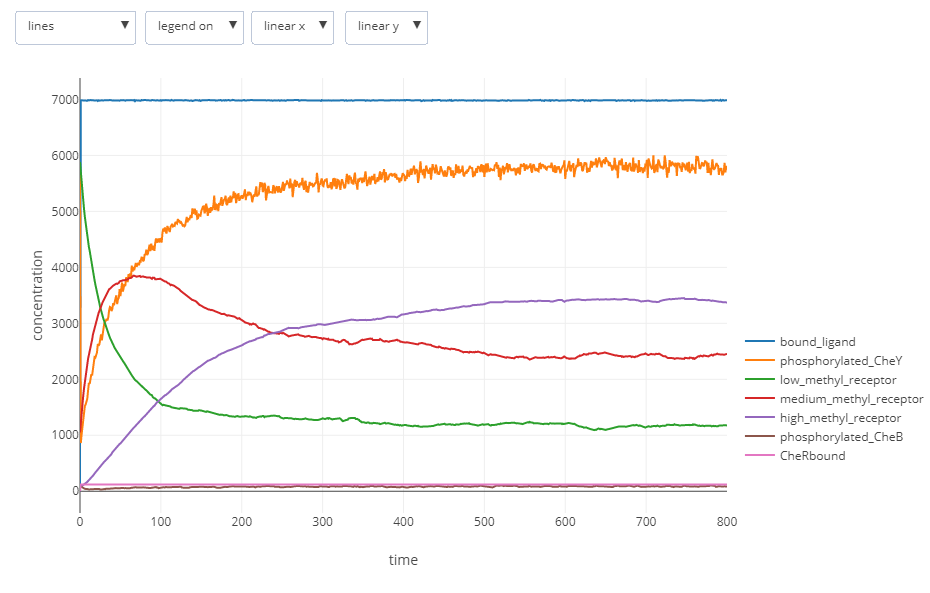 lines ▼ legend on ▼ linear x ▼ linear y ▼
7000
6000
5000
4000
3000
2000
1000
0
concentration
0 100 200 300 400 500 600 700 800
time
bound_ligand
phosphorylated_CheY
low_methyl_receptor
medium_methyl_receptor
high_methyl_receptor
phosphorylated_CheB
CheRbound